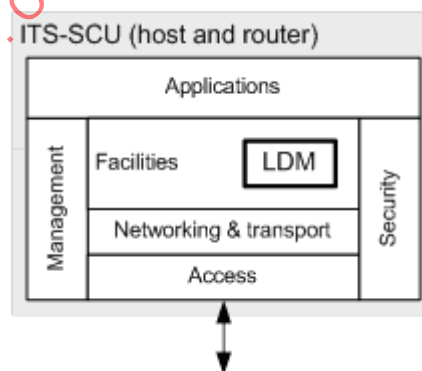 ITS-SCU (host and router)
Applications
Management
Facilities
LDM
Security
Networking & transport
Access